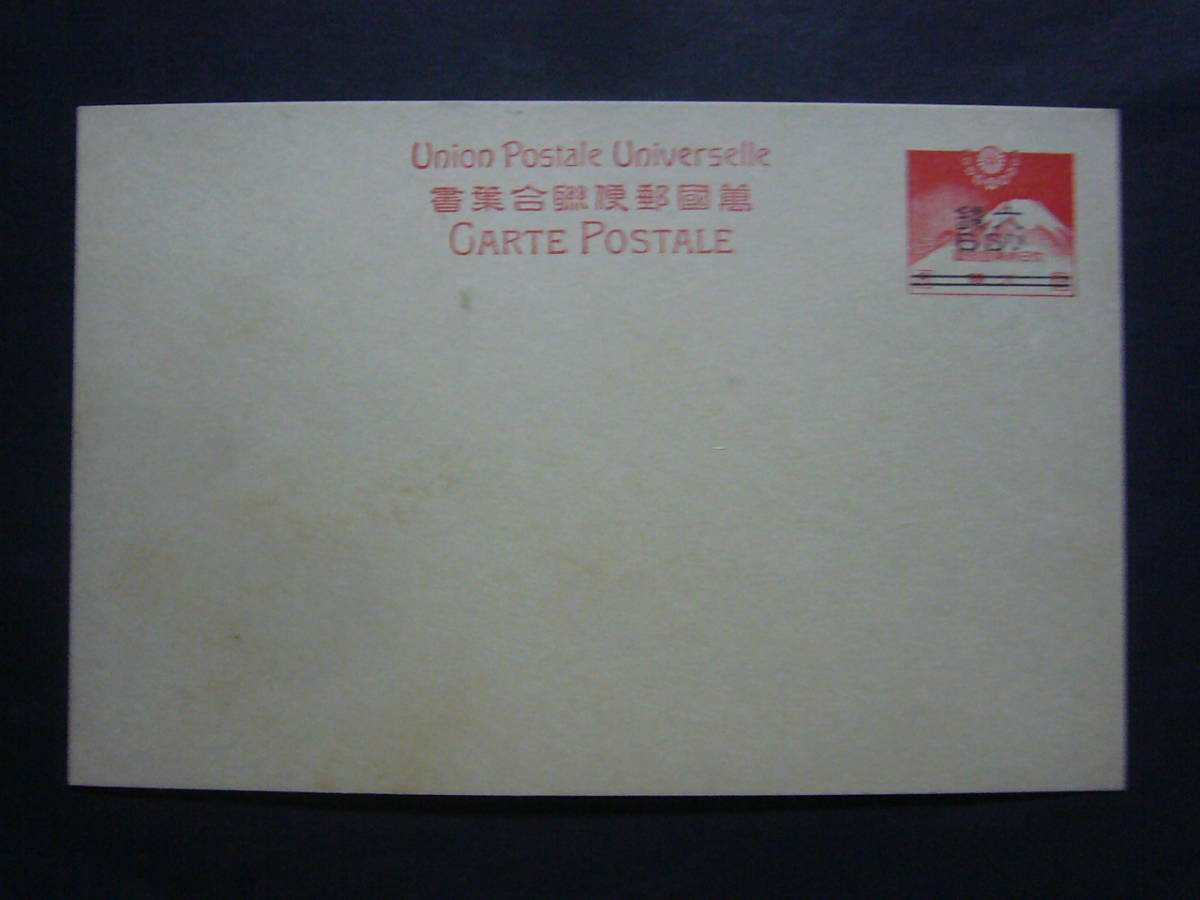 Union Postale Universelle
書葉合聯便郵國萬
CARTE POSTALE